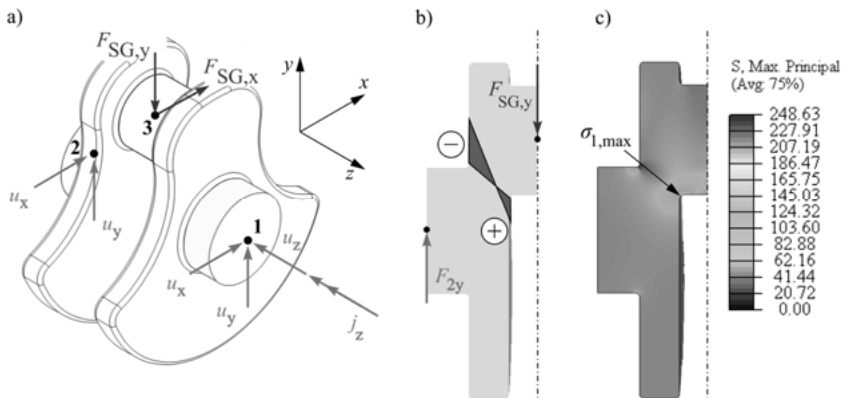 a)
F_SG,y
F_SG,x
y
x
z
3
2
u_x
u_y
1
u_z
u_x
u_y
j_z
b)
F_SG,y
−
+
F_2y
c)
σ_1,max
S, Max. Principal
(Avg: 75%)
248.63
227.91
207.19
186.47
165.75
145.03
124.32
103.60
82.88
62.16
41.44
20.72
0.00